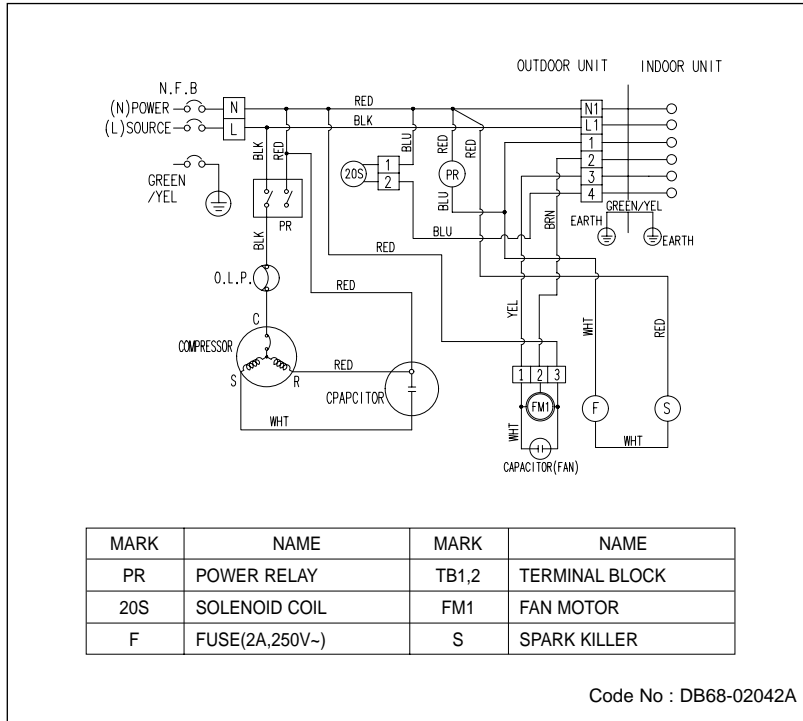 OUTDOOR UNIT INDOOR UNIT
N.F.B
(N)POWER N RED N1
(L)SOURCE L BLK L1
BLK RED BLU RED RED 1
20S 1 PR 2
2 3
GREEN
/YEL
4
PR BLU BRN GREEN/YEL
BLK BLU EARTH
RED EARTH
O.L.P.
RED
YEL WHT RED
C
COMPRESSOR
S R RED 1 2 3
CPAPCITOR FM1 F S
WHT WHT WHT
CAPACITOR(FAN)
MARK NAME MARK NAME
PR POWER RELAY TB1,2 TERMINAL BLOCK
20S SOLENOID COIL FM1 FAN MOTOR
F FUSE(2A,250V~) S SPARK KILLER
Code No : DB68-02042A